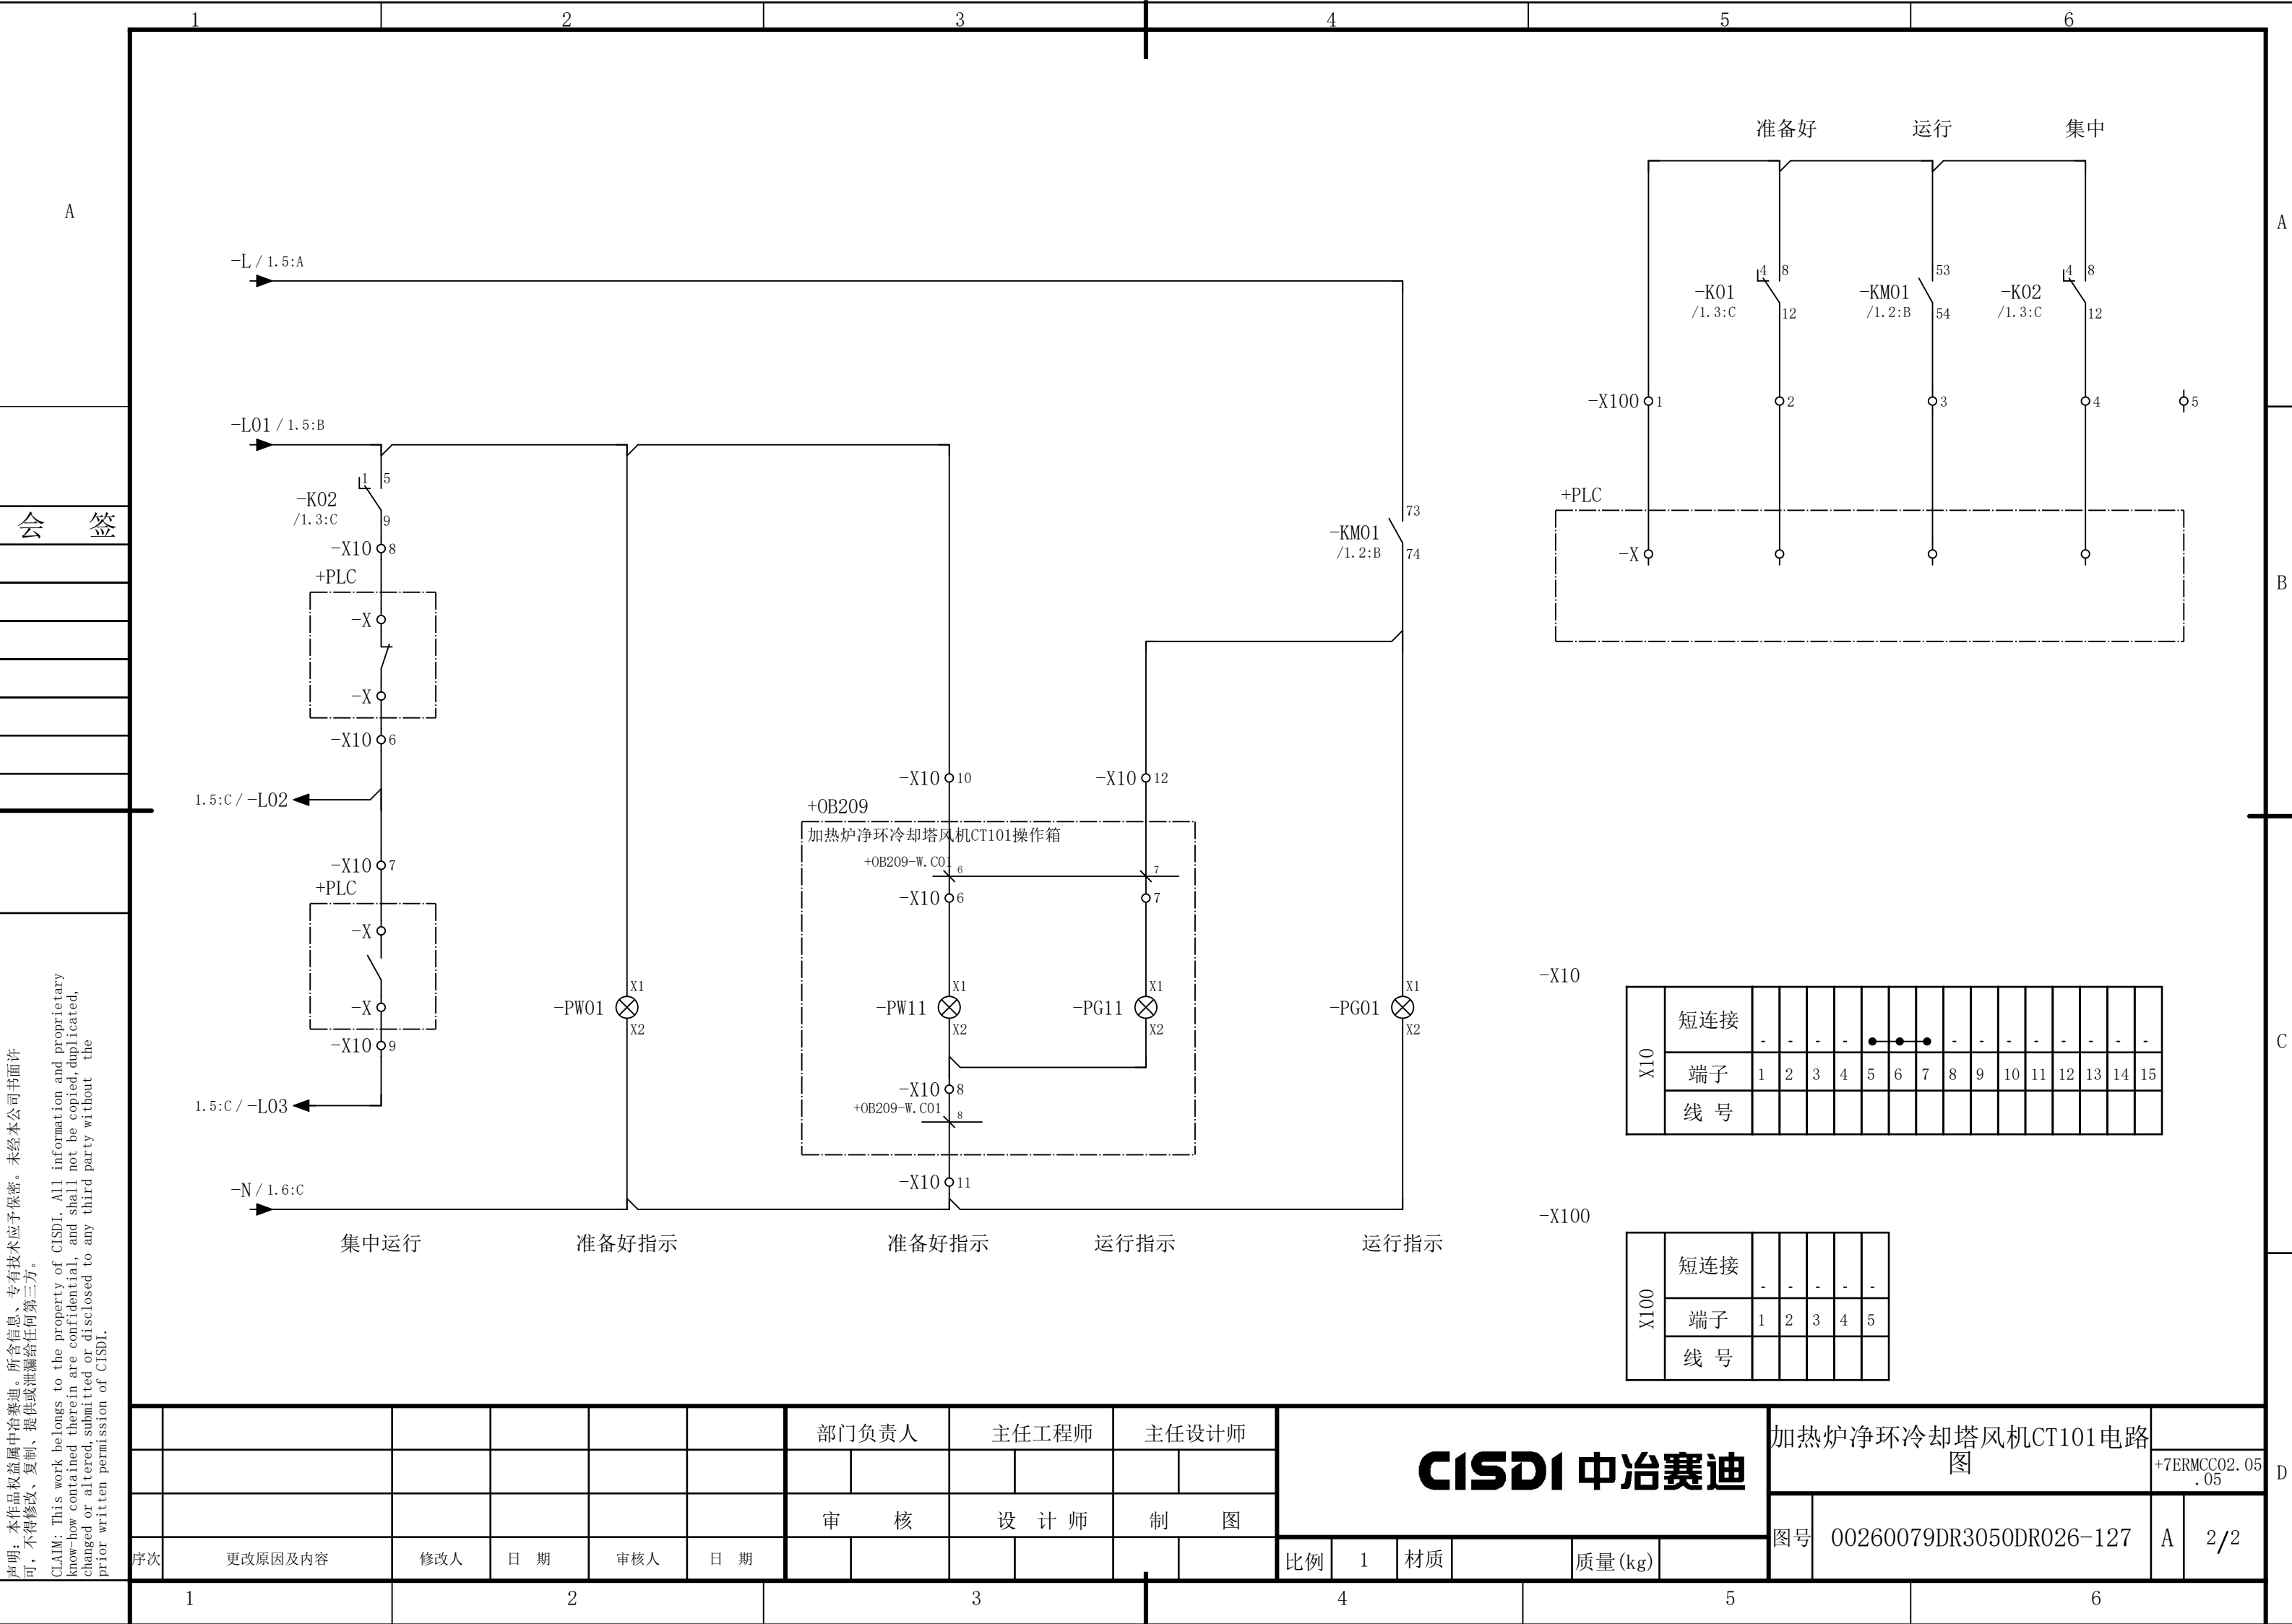 1 2 3 4 5 6
A
A
B
C
D
准备好 运行 集中
-L / 1.5:A
-K01
/1.3:C
4 8
12
-KM01
/1.2:B
53
54
-K02
/1.3:C
4 8
12
-X100 1 2 3 4 5
+PLC
-X
-L01 / 1.5:B
-K02
/1.3:C
1 5
9
-X10 8
+PLC
-X
-X
-X10 6
1.5:C / -L02
-X10 7
+PLC
-X
-X
-X10 9
1.5:C / -L03
-N / 1.6:C
-KM01
/1.2:B
73
74
-X10 10
-X10 12
+OB209
加热炉净环冷却塔风机CT101操作箱
+OB209-W.C01 6 7
-X10 6 7
-PW01 X1 X2
-PW11 X1 X2
-PG11 X1 X2
-PG01 X1 X2
-X10 8
+OB209-W.C01 8
-X10 11
集中运行 准备好指示 准备好指示 运行指示 运行指示
-X10
X10
短连接 - - - - - - - - - - - -
端子 1 2 3 4 5 6 7 8 9 10 11 12 13 14 15
线 号
-X100
X100
短连接 - - - - -
端子 1 2 3 4 5
线 号
会 签
声明：本作品权益属中冶赛迪。所含信息、专有技术应予保密。未经本公司书面许
可，不得修改、复制、提供或泄漏给任何第三方。
CLAIM: This work belongs to the property of CISDI. All information and proprietary
know-how contained therein are confidential, and shall not be copied,duplicated,
changed or altered,submitted or disclosed to any third party without the
prior written permission of CISDI.
序次 更改原因及内容 修改人 日 期 审核人 日 期
部门负责人 主任工程师 主任设计师
审 核 设 计 师 制 图
CISDI 中冶赛迪
比例 1 材质 质量(kg)
加热炉净环冷却塔风机CT101电路
图
+7ERMCC02.05
.05
图号 00260079DR3050DR026-127 A 2/2
1 2 3 4 5 6